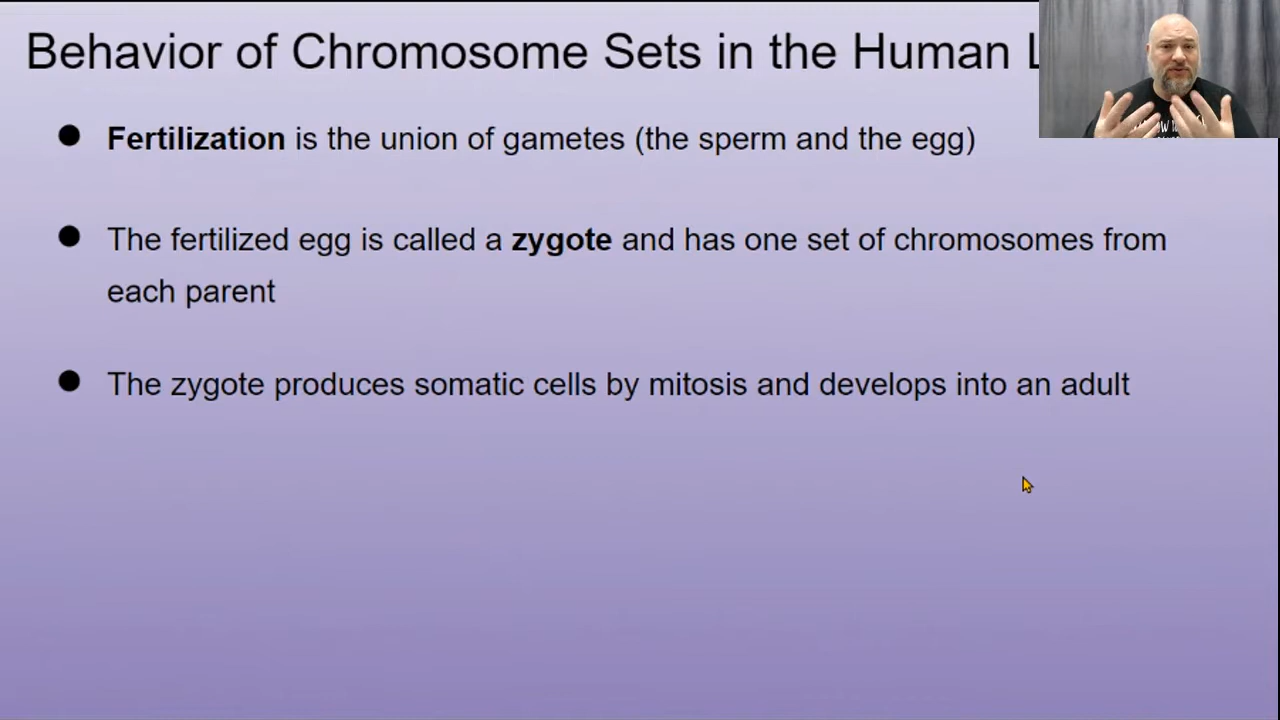 Behavior of Chromosome Sets in the Human
Fertilization is the union of gametes (the sperm and the egg)
The fertilized egg is called a zygote and has one set of chromosomes from
each parent
The zygote produces somatic cells by mitosis and develops into an adult